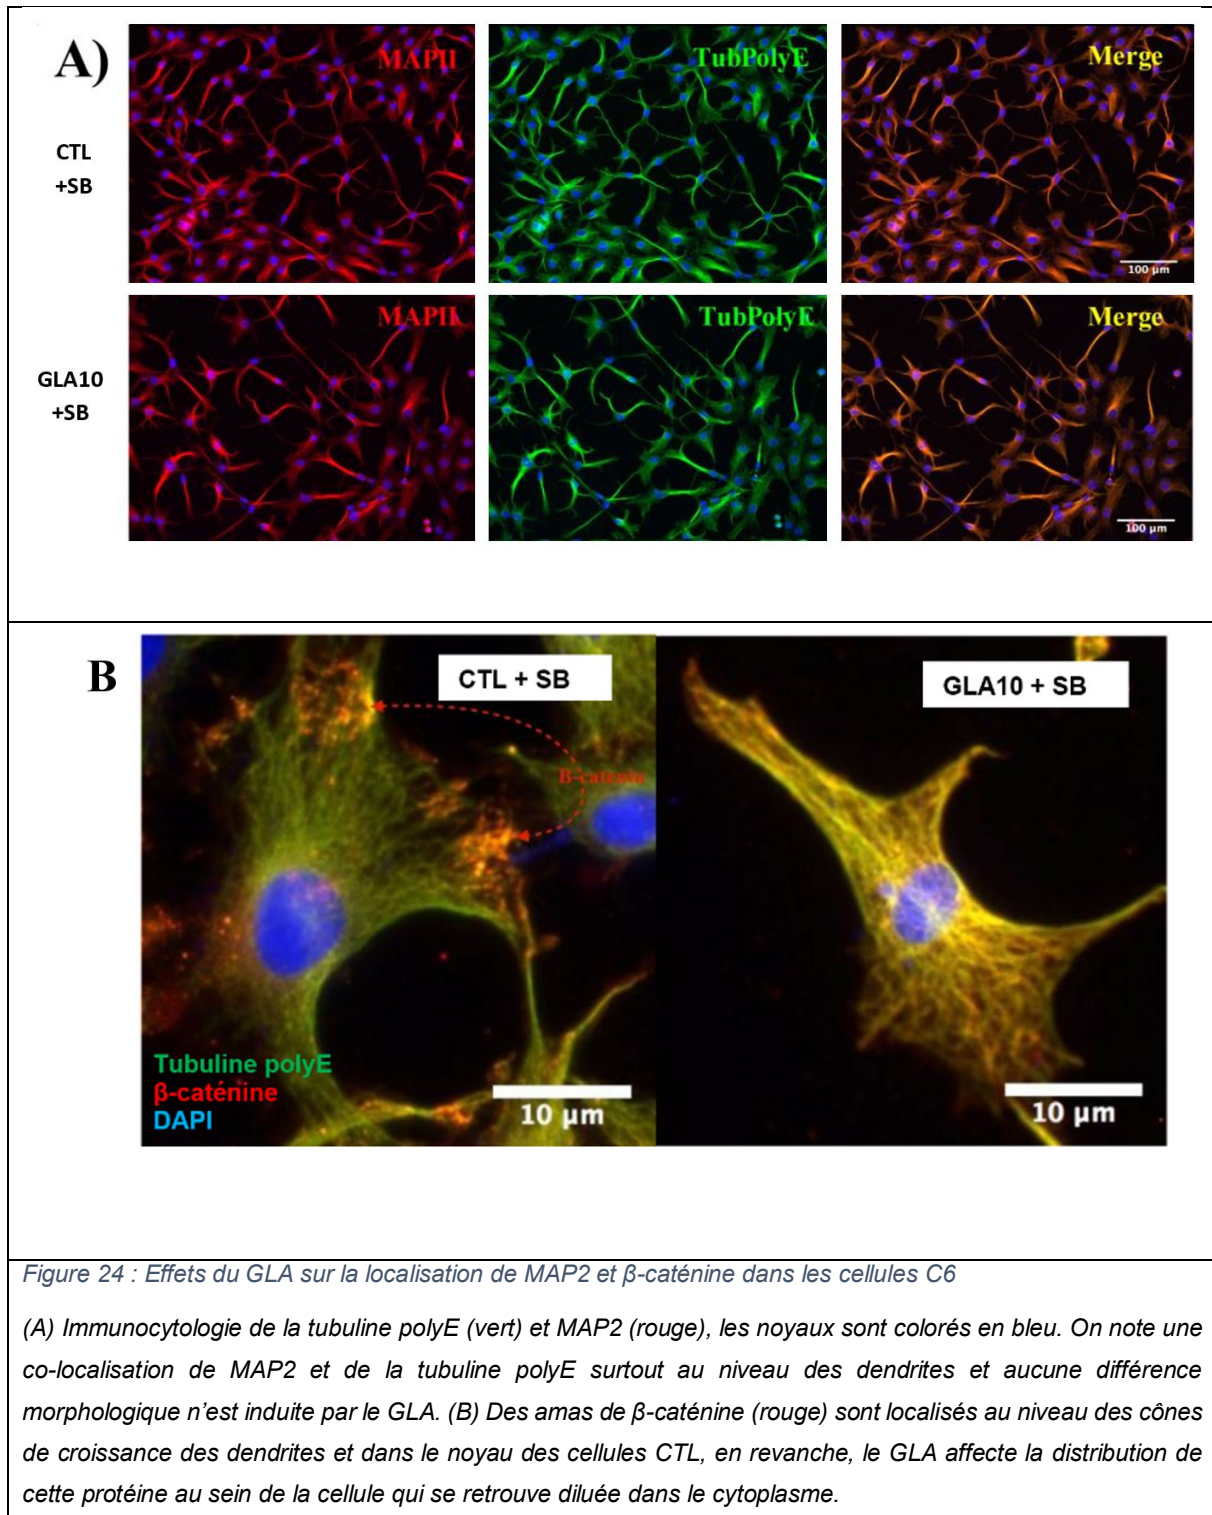 A)
MAPII
TubPolyE
Merge
CTL
+SB
100 µm
MAPII
TubPolyE
Merge
GLA10
+SB
100 µm
B
CTL + SB
GLA10 + SB
B-catenin
Tubuline polyE
β-caténine
DAPI
10 µm
10 µm
Figure 24 : Effets du GLA sur la localisation de MAP2 et β-caténine dans les cellules C6
(A) Immunocytologie de la tubuline polyE (vert) et MAP2 (rouge), les noyaux sont colorés en bleu. On note une
co-localisation de MAP2 et de la tubuline polyE surtout au niveau des dendrites et aucune différence
morphologique n’est induite par le GLA. (B) Des amas de β-caténine (rouge) sont localisés au niveau des cônes
de croissance des dendrites et dans le noyau des cellules CTL, en revanche, le GLA affecte la distribution de
cette protéine au sein de la cellule qui se retrouve diluée dans le cytoplasme.